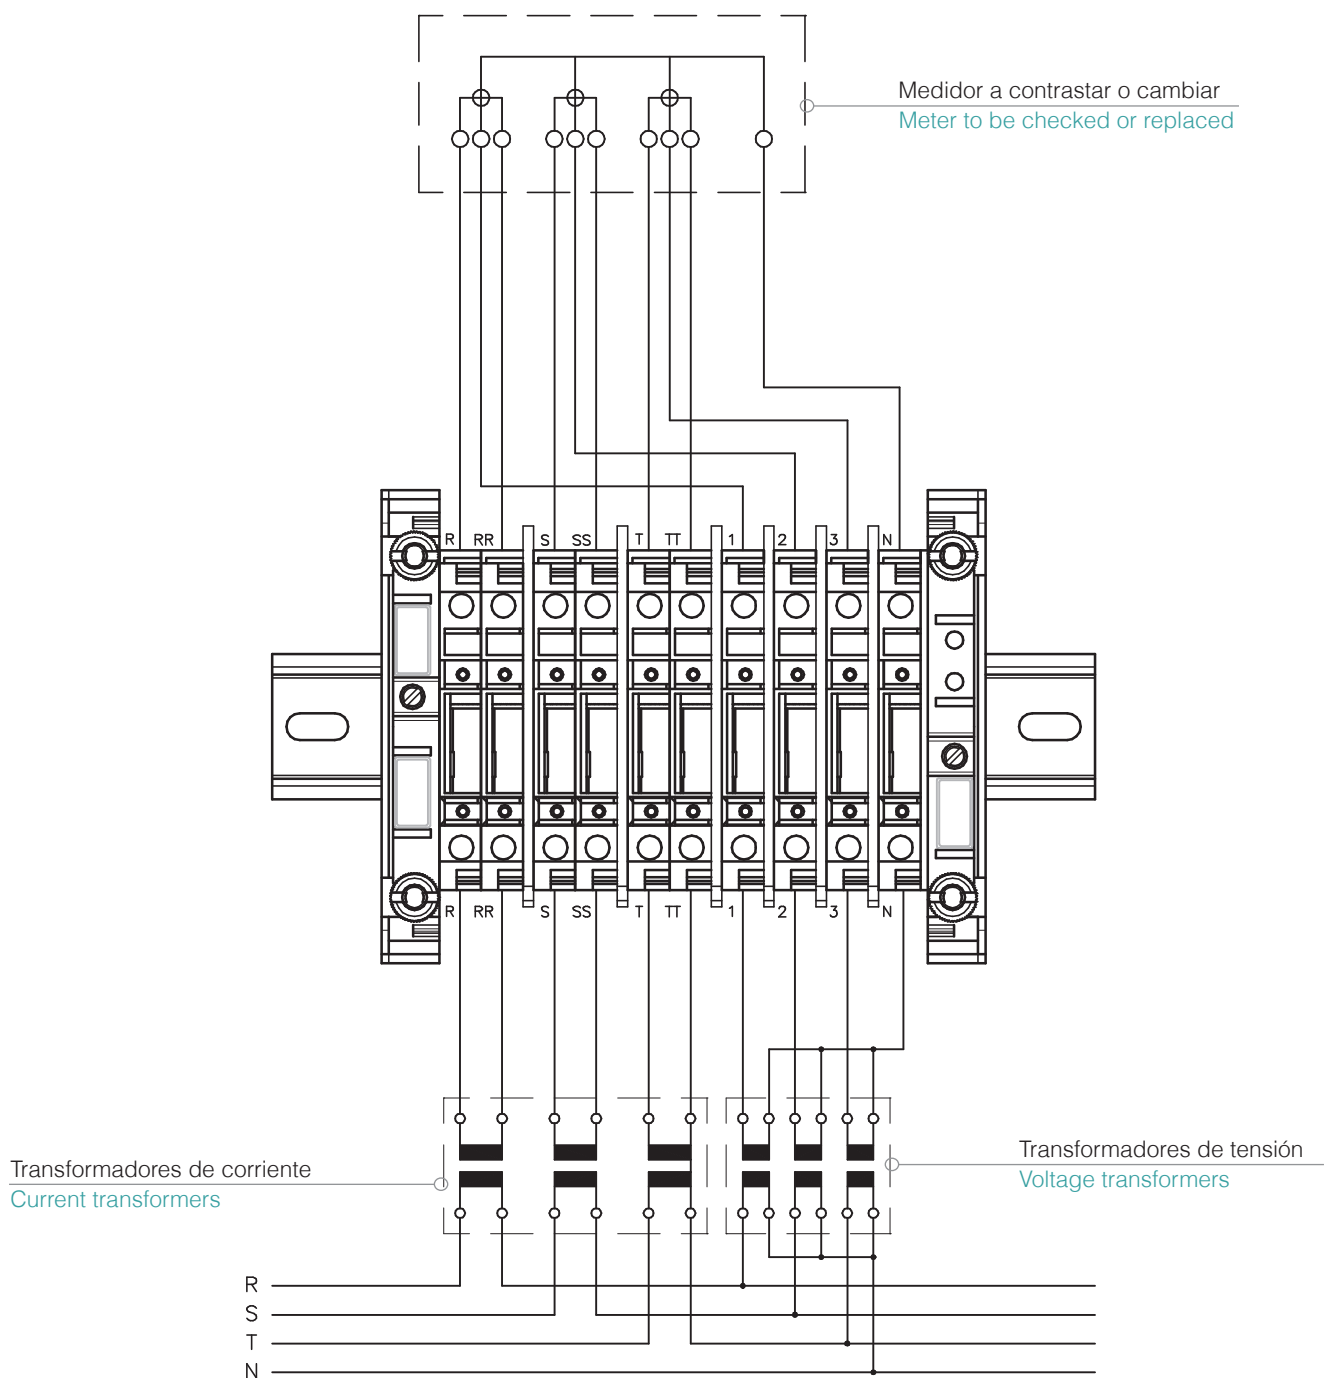 Medidor a contrastar o cambiar
Meter to be checked or replaced
R RR S SS T TT 1 2 3 N
R RR S SS T TT 1 2 3 N
Transformadores de tensión
Voltage transformers
Transformadores de corriente
Current transformers
R
S
T
N